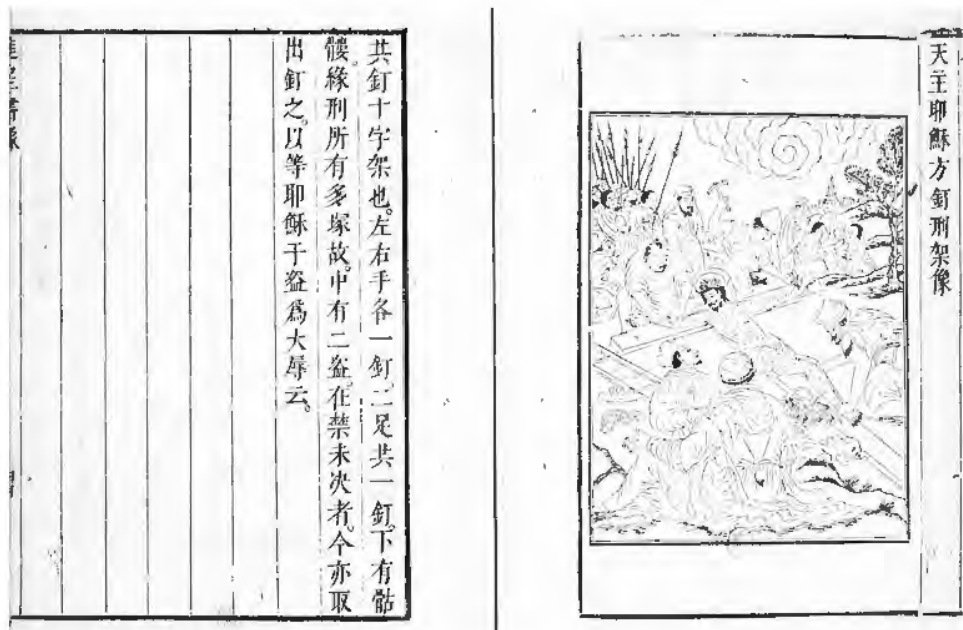 天主耶穌方釘刑架像
共釘十字架也。左右手各一釘。二足共一釘。下有骷
髏。緣刑所有多塚故。中有二盜。在禁未決者。今亦取
出釘之。以等耶穌于盜爲大辱云。